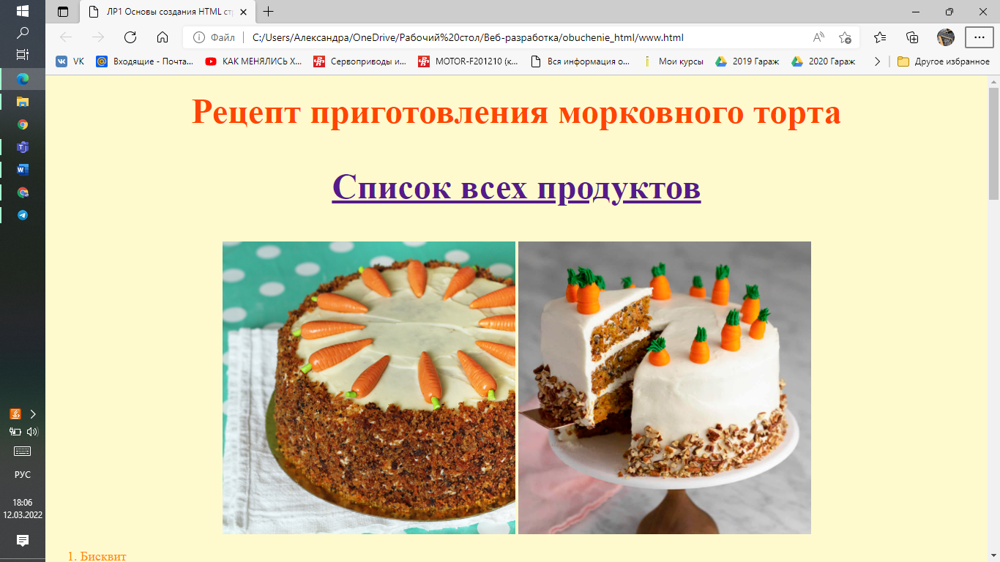 ЛР1 Основы создания HTML ст
Файл
C:/Users/Александра/OneDrive/Рабочий%20стол/Веб-разработка/obuchenie_html/www.html
VK
Входящие - Почта...
КАК МЕНЯЛИСЬ Х...
Сервоприводы и...
MOTOR-F201210 (к...
Вся информация о...
Мои курсы
2019 Гараж
2020 Гараж
Другое избранное
Рецепт приготовления морковного торта
Список всех продуктов
1. Бисквит
РУС
18:06
12.03.2022